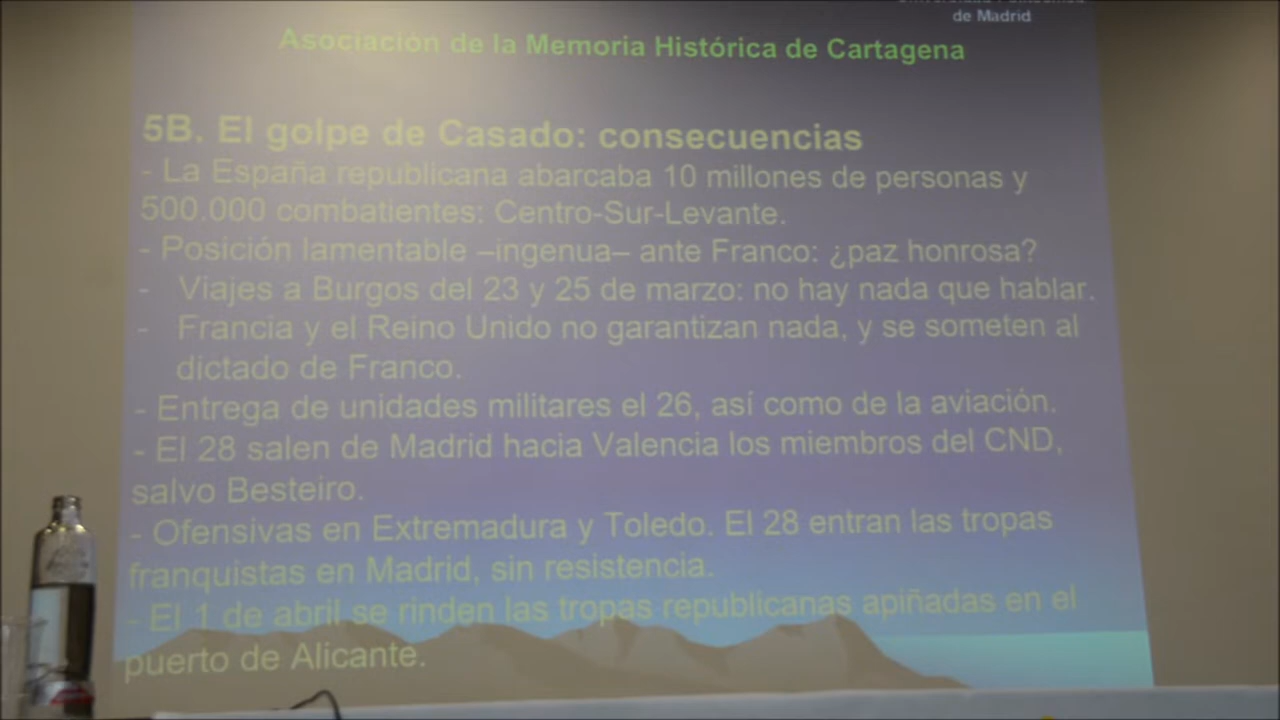 de Madrid
Asociación de la Memoria Histórica de Cartagena
5B. El golpe de Casado: consecuencias
- La España republicana abarcaba 10 millones de personas y
500.000 combatientes: Centro-Sur-Levante.
- Posición lamentable –ingenua– ante Franco: ¿paz honrosa?
- Viajes a Burgos del 23 y 25 de marzo: no hay nada que hablar.
- Francia y el Reino Unido no garantizan nada, y se someten al
dictado de Franco.
- Entrega de unidades militares el 26, así como de la aviación.
- El 28 salen de Madrid hacia Valencia los miembros del CND,
salvo Besteiro.
- Ofensivas en Extremadura y Toledo. El 28 entran las tropas
franquistas en Madrid, sin resistencia.
- El 1 de abril se rinden las tropas republicanas apiñadas en el
puerto de Alicante.